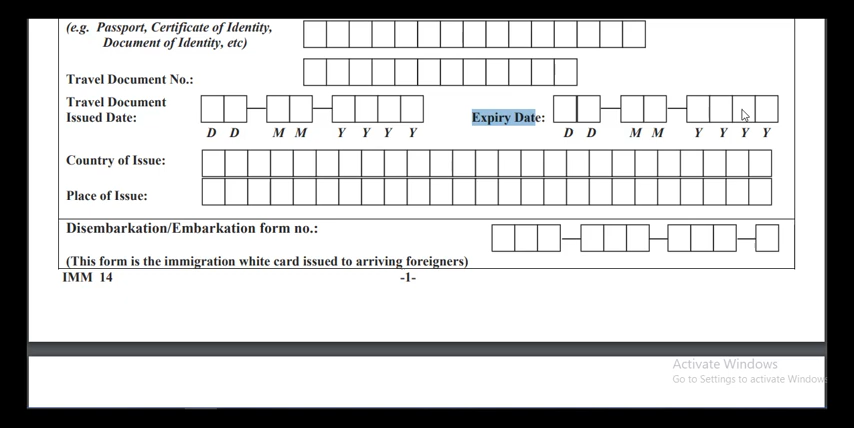 (e.g. Passport, Certificate of Identity,
Document of Identity, etc)
Travel Document No.:
Travel Document
Issued Date:
Expiry Date:
D D M M Y Y Y Y D D M M Y Y Y Y
Country of Issue:
Place of Issue:
Disembarkation/Embarkation form no.:
(This form is the immigration white card issued to arriving foreigners)
IMM 14 -1-
Activate Windows
Go to Settings to activate Windows